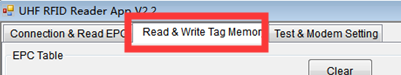 UHF RFID Reader App V2.2
Connection & Read EPC Read & Write Tag Memor Test & Modem Setting
EPC Table
Clear